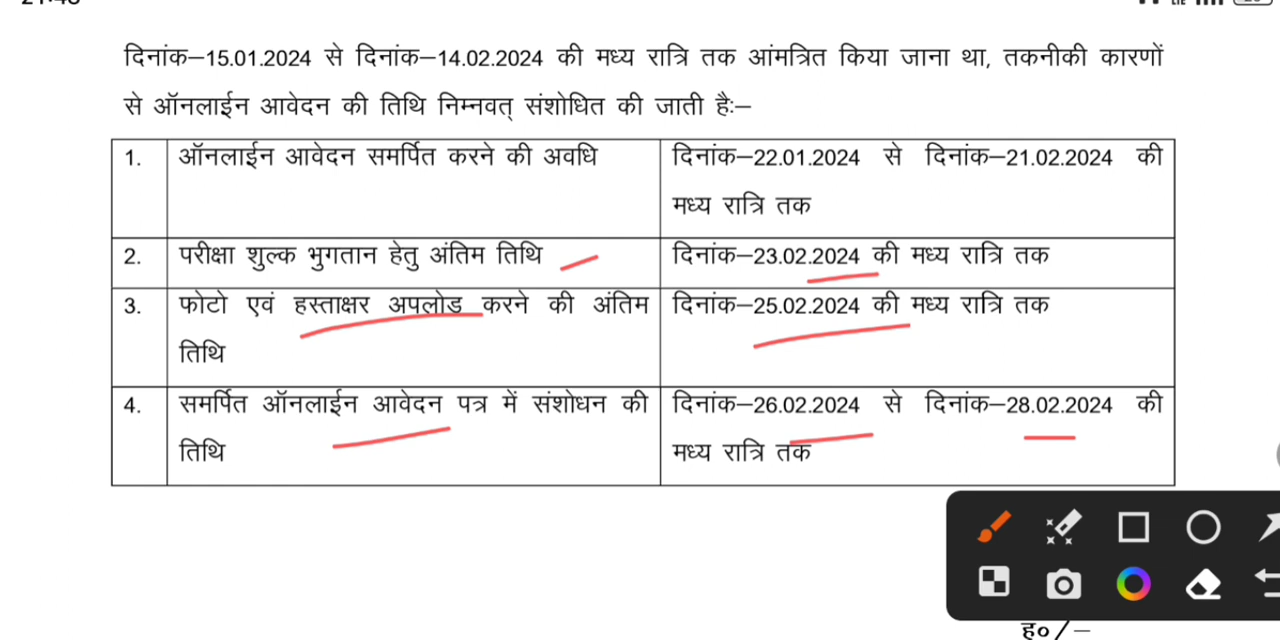 दिनांक–15.01.2024 से दिनांक–14.02.2024 की मध्य रात्रि तक आंमत्रित किया जाना था, तकनीकी कारणों
से ऑनलाईन आवेदन की तिथि निम्नवत् संशोधित की जाती हैः–
1. ऑनलाईन आवेदन समर्पित करने की अवधि दिनांक–22.01.2024 से दिनांक–21.02.2024 की
मध्य रात्रि तक
2. परीक्षा शुल्क भुगतान हेतु अंतिम तिथि दिनांक–23.02.2024 की मध्य रात्रि तक
3. फोटो एवं हस्ताक्षर अपलोड करने की अंतिम दिनांक–25.02.2024 की मध्य रात्रि तक
तिथि
4. समर्पित ऑनलाईन आवेदन पत्र में संशोधन की दिनांक–26.02.2024 से दिनांक–28.02.2024 की
तिथि मध्य रात्रि तक
ह०/–